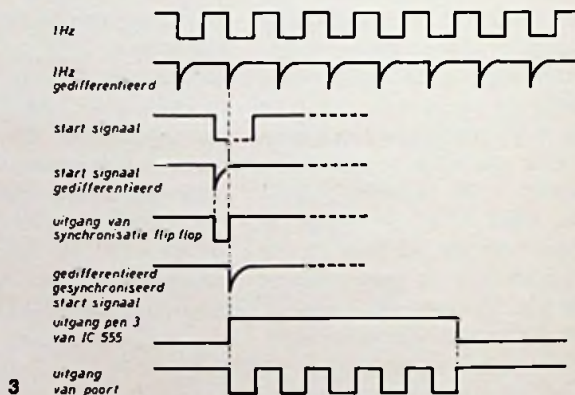 1Hz
1Hz
gedifferentieerd
start signaal
start signaal
gedifferentieerd
uitgang van
synchronisatie flip flop
gedifferentieerd
gesynchroniseerd
start signaal
uitgang pen 3
van IC 555
uitgang
van poort
3